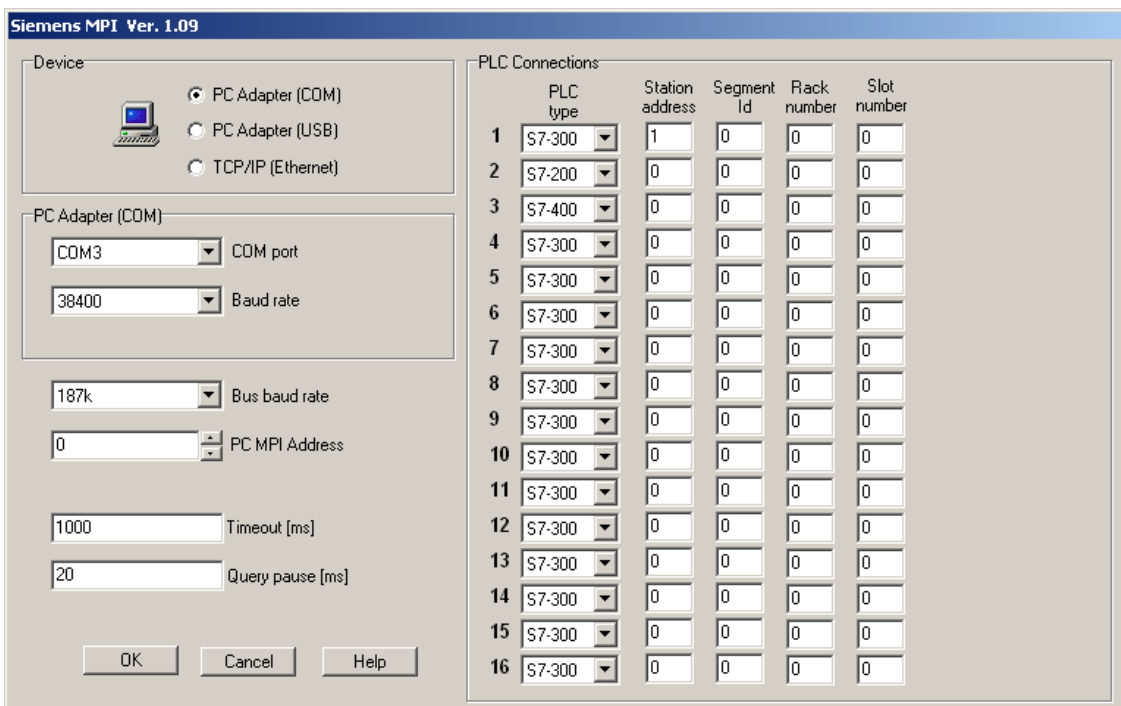 Siemens MPI Ver. 1.09
Device
PC Adapter (COM)
PC Adapter (USB)
TCP/IP (Ethernet)
PC Adapter (COM)
COM3 COM port
38400 Baud rate
187k Bus baud rate
0 PC MPI Address
1000 Timeout [ms]
20 Query pause [ms]
OK Cancel Help
PLC Connections
PLC type Station address Segment Id Rack number Slot number
1 S7-300 1 0 0 0
2 S7-200 0 0 0 0
3 S7-400 0 0 0 0
4 S7-300 0 0 0 0
5 S7-300 0 0 0 0
6 S7-300 0 0 0 0
7 S7-300 0 0 0 0
8 S7-300 0 0 0 0
9 S7-300 0 0 0 0
10 S7-300 0 0 0 0
11 S7-300 0 0 0 0
12 S7-300 0 0 0 0
13 S7-300 0 0 0 0
14 S7-300 0 0 0 0
15 S7-300 0 0 0 0
16 S7-300 0 0 0 0